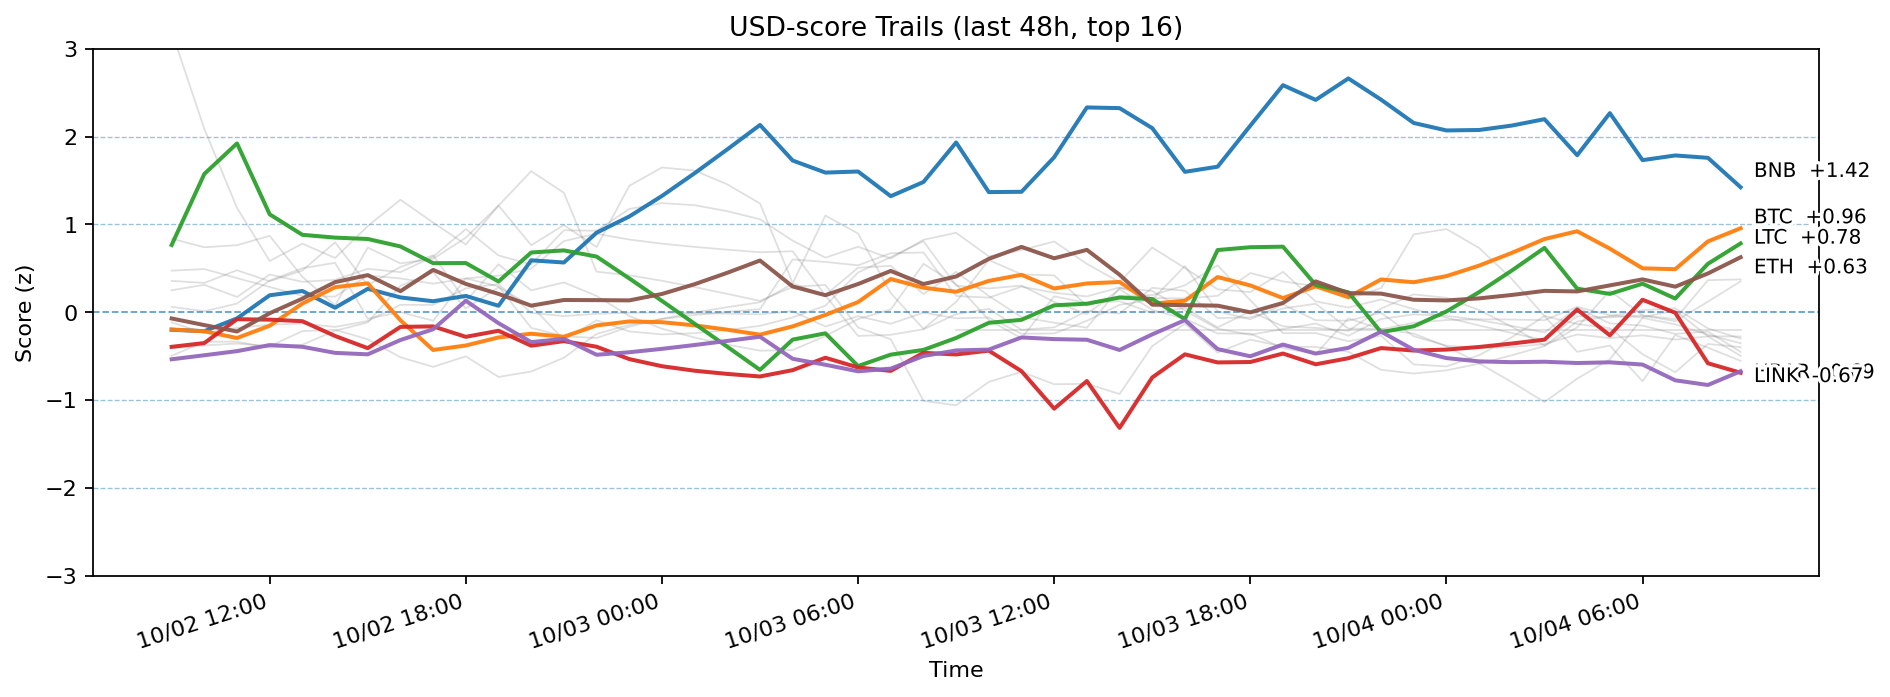 USD-score Trails (last 48h, top 16)
Score (z)
3
2
1
0
−1
−2
−3
BNB +1.42
BTC +0.96
LTC +0.78
ETH +0.63
LINK -0.67
10/02 12:00
10/02 18:00
10/03 00:00
10/03 06:00
10/03 12:00
10/03 18:00
10/04 00:00
10/04 06:00
Time